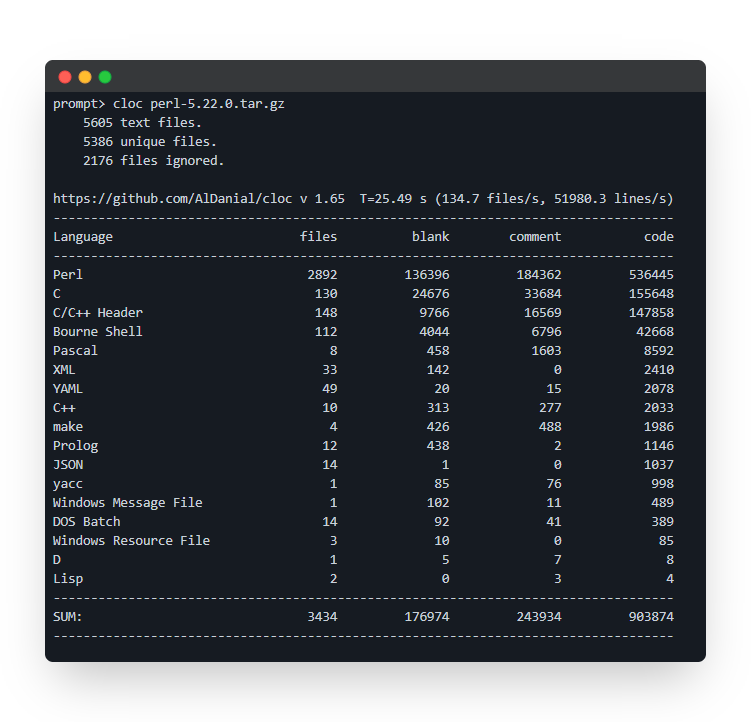 prompt> cloc perl-5.22.0.tar.gz
    5605 text files.
    5386 unique files.
    2176 files ignored.

https://github.com/AlDanial/cloc v 1.65  T=25.49 s (134.7 files/s, 51980.3 lines/s)
-----------------------------------------------------------------------------------
Language                         files          blank        comment           code
-----------------------------------------------------------------------------------
Perl                              2892         136396         184362         536445
C                                  130          24676          33684         155648
C/C++ Header                       148           9766          16569         147858
Bourne Shell                       112           4044           6796          42668
Pascal                               8            458           1603           8592
XML                                 33            142              0           2410
YAML                                49             20             15           2078
C++                                 10            313            277           2033
make                                 4            426            488           1986
Prolog                              12            438              2           1146
JSON                                14              1              0           1037
yacc                                 1             85             76            998
Windows Message File                 1            102             11            489
DOS Batch                           14             92             41            389
Windows Resource File                3             10              0             85
D                                    1              5              7              8
Lisp                                 2              0              3              4
-----------------------------------------------------------------------------------
SUM:                              3434         176974         243934         903874
-----------------------------------------------------------------------------------